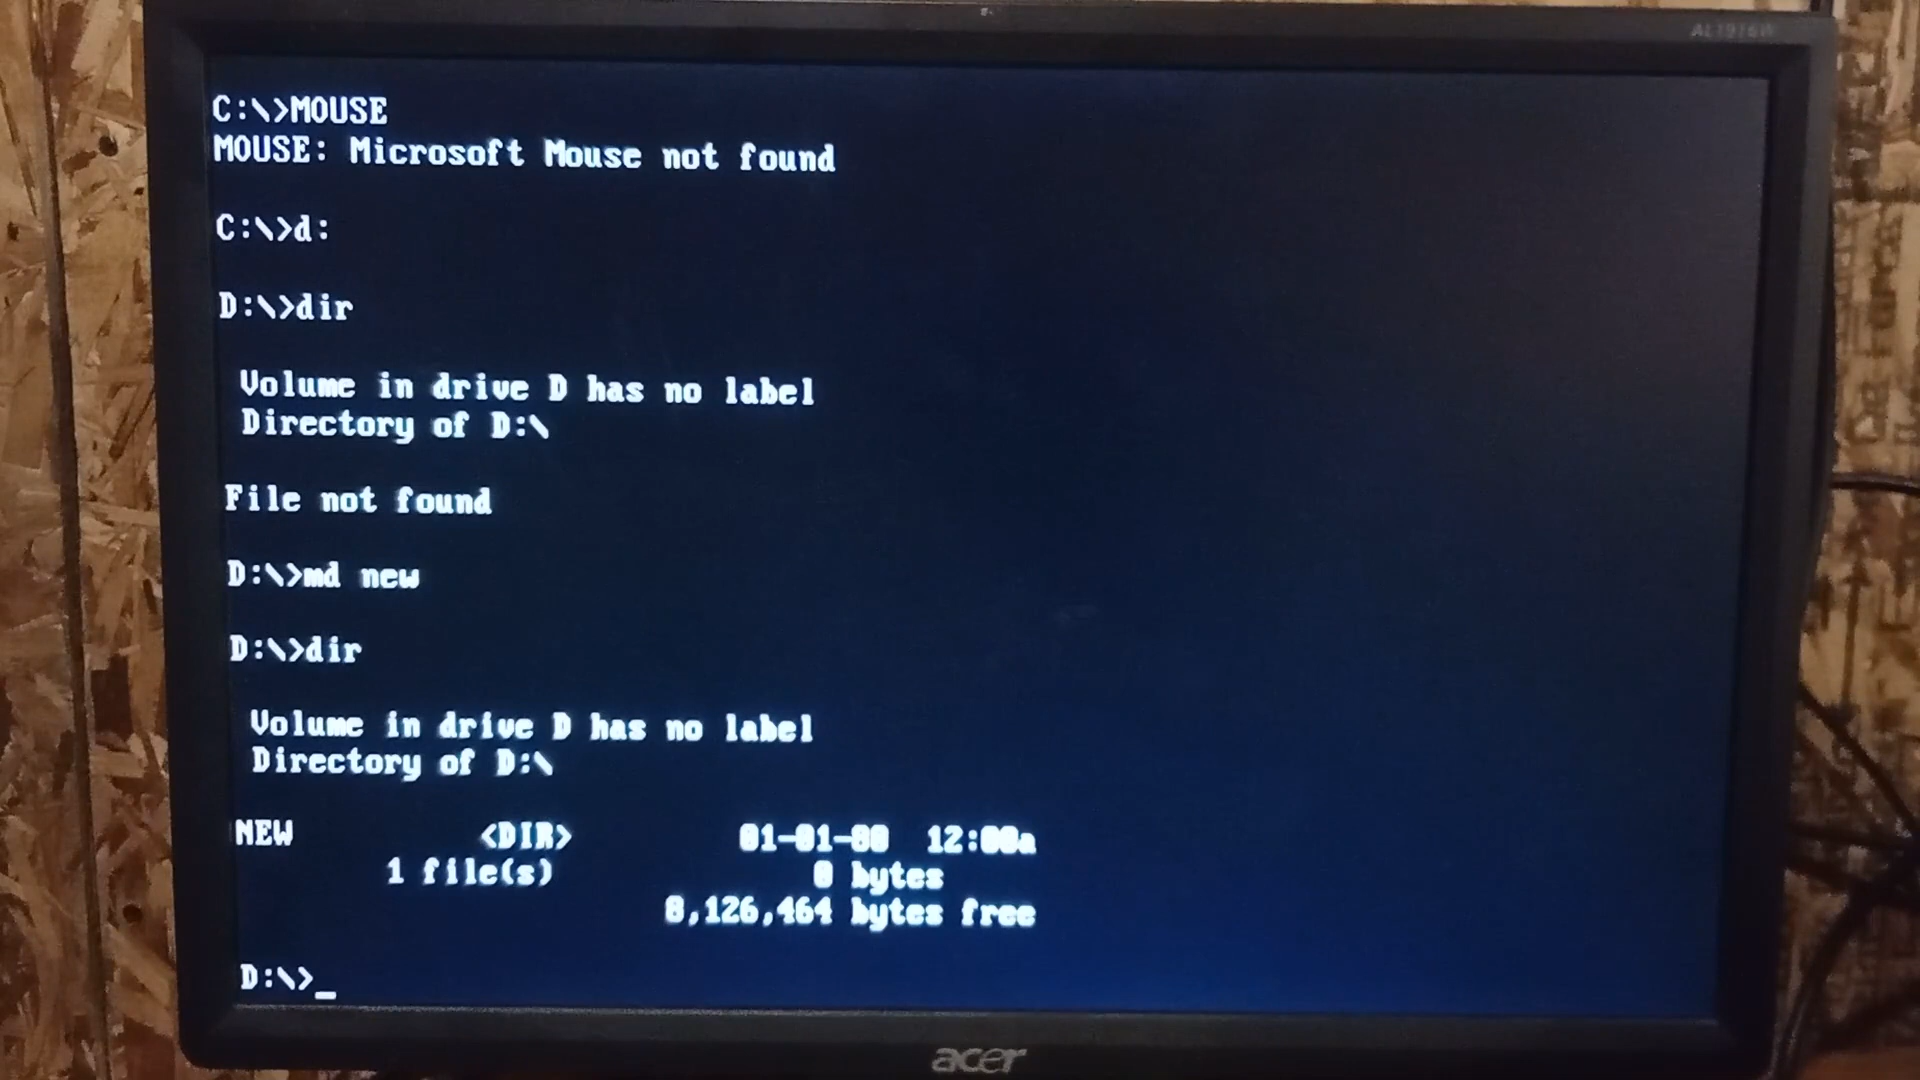 AL1916W
C:\>MOUSE
MOUSE: Microsoft Mouse not found
C:\>d:
D:\>dir
Volume in drive D has no label
Directory of D:\
File not found
D:\>md new
D:\>dir
Volume in drive D has no label
Directory of D:\
NEW <DIR> 01-01-80 12:00a
1 file(s) 0 bytes
8,126,464 bytes free
D:\>_
acer